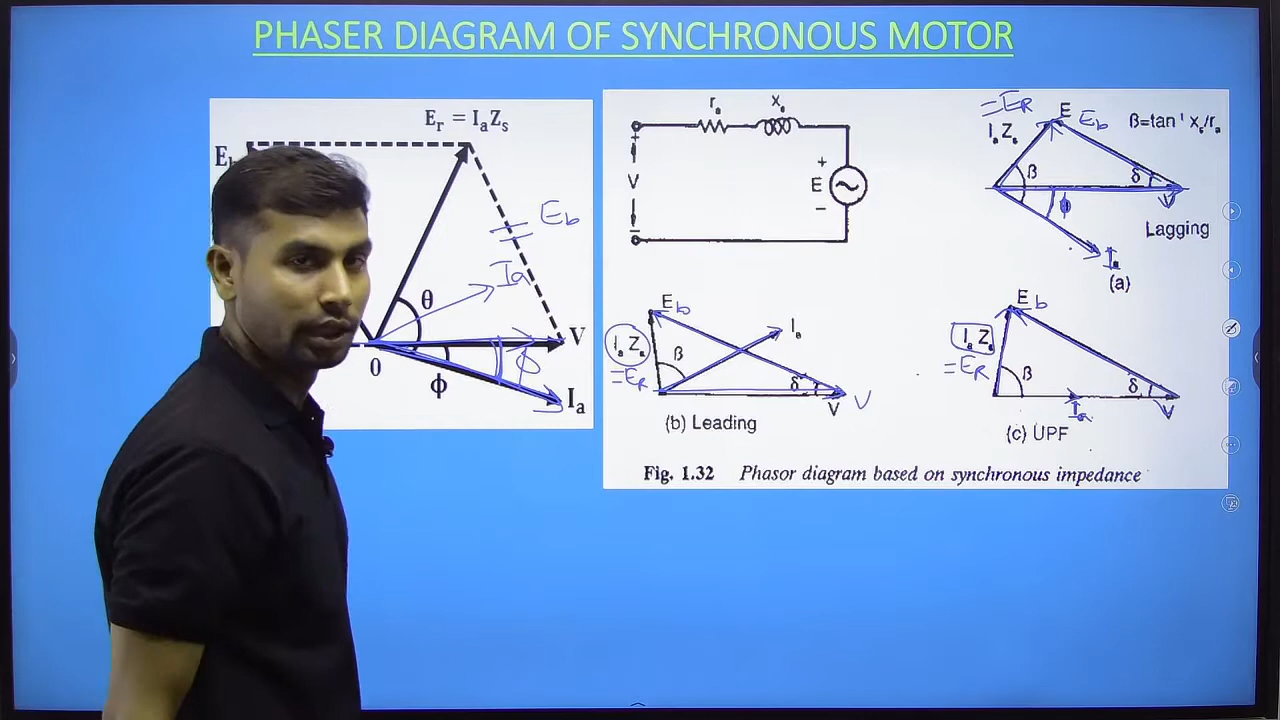 PHASER DIAGRAM OF SYNCHRONOUS MOTOR
Er = IaZs
Eb
Ia
θ
V
0
ϕ
ϕ
Ia
ra
xs
+
V
−
+
E
−
=ER
E
Eb
β=tan⁻¹ xs/ra
IaZs
β
δ
V
ϕ
Lagging
Ia
(a)
Eb
IaZs
=ER
β
Ia
δ
V
V
(b) Leading
Eb
IaZs
=ER
β
δ
Ia
V
(c) UPF
Fig. 1.32 Phasor diagram based on synchronous impedance